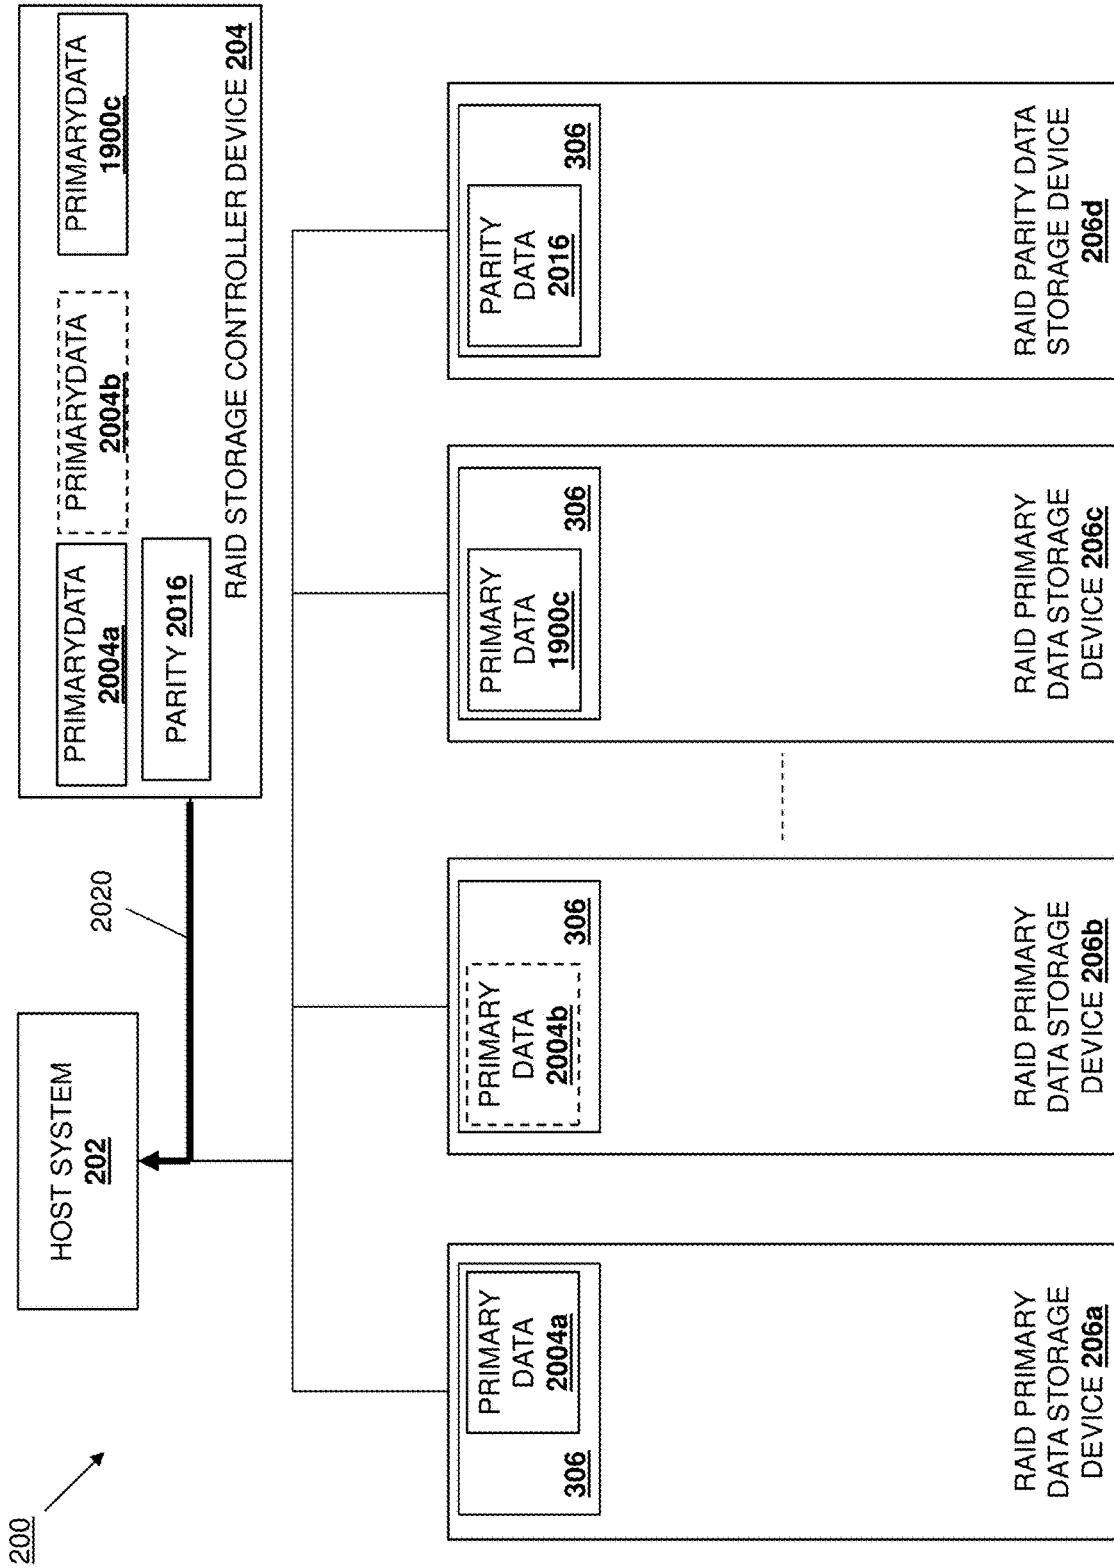 200
HOST SYSTEM
202
2020
PRIMARYDATA
2004a
PRIMARYDATA
2004b
PRIMARYDATA
1900c
PARITY 2016
RAID STORAGE CONTROLLER DEVICE 204
306
PRIMARY
DATA
2004a
RAID PRIMARY
DATA STORAGE
DEVICE 206a
PRIMARY
DATA
2004b
306
RAID PRIMARY
DATA STORAGE
DEVICE 206b
PRIMARY
DATA
1900c
306
RAID PRIMARY
DATA STORAGE
DEVICE 206c
PARITY
DATA
2016
306
RAID PARITY DATA
STORAGE DEVICE
206d